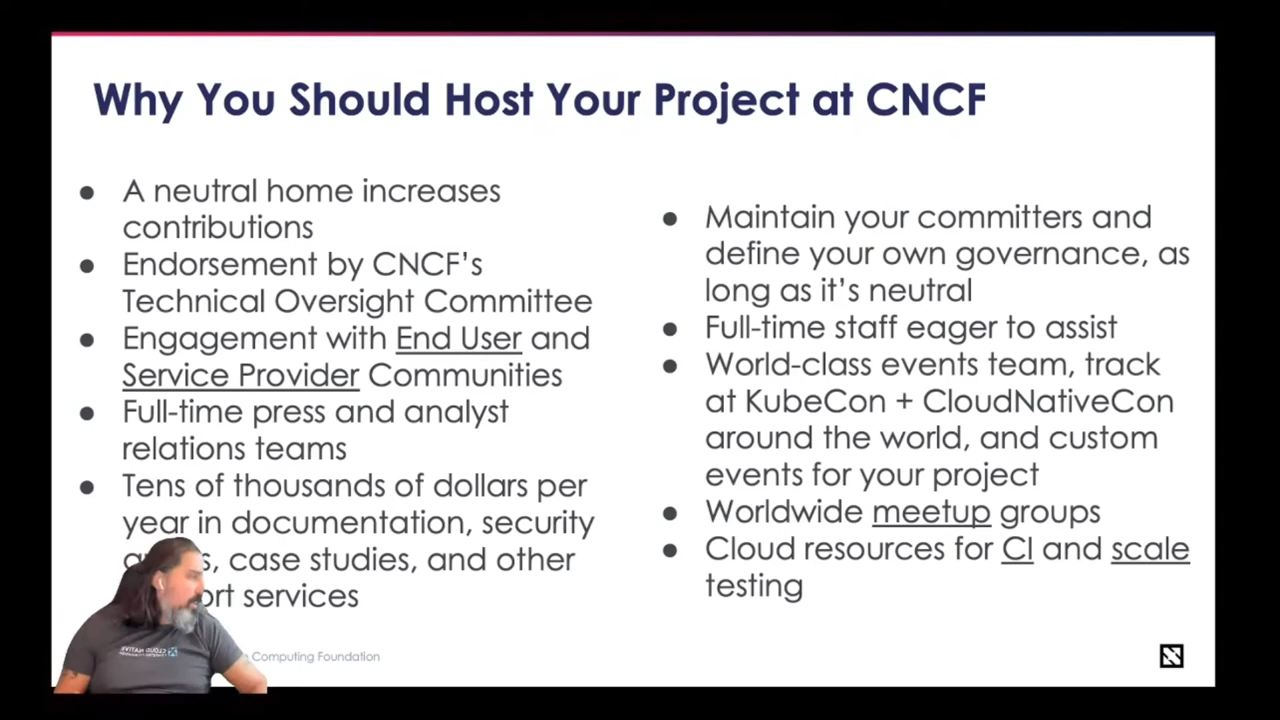 Why You Should Host Your Project at CNCF
● A neutral home increases
contributions
● Endorsement by CNCF's
Technical Oversight Committee
● Engagement with End User and
Service Provider Communities
● Full-time press and analyst
relations teams
● Tens of thousands of dollars per
year in documentation, security
case studies, and other
services
● Maintain your committers and
define your own governance, as
long as it's neutral
● Full-time staff eager to assist
● World-class events team, track
at KubeCon + CloudNativeCon
around the world, and custom
events for your project
● Worldwide meetup groups
● Cloud resources for CI and scale
testing
CLOUD NATIVE
Computing Foundation